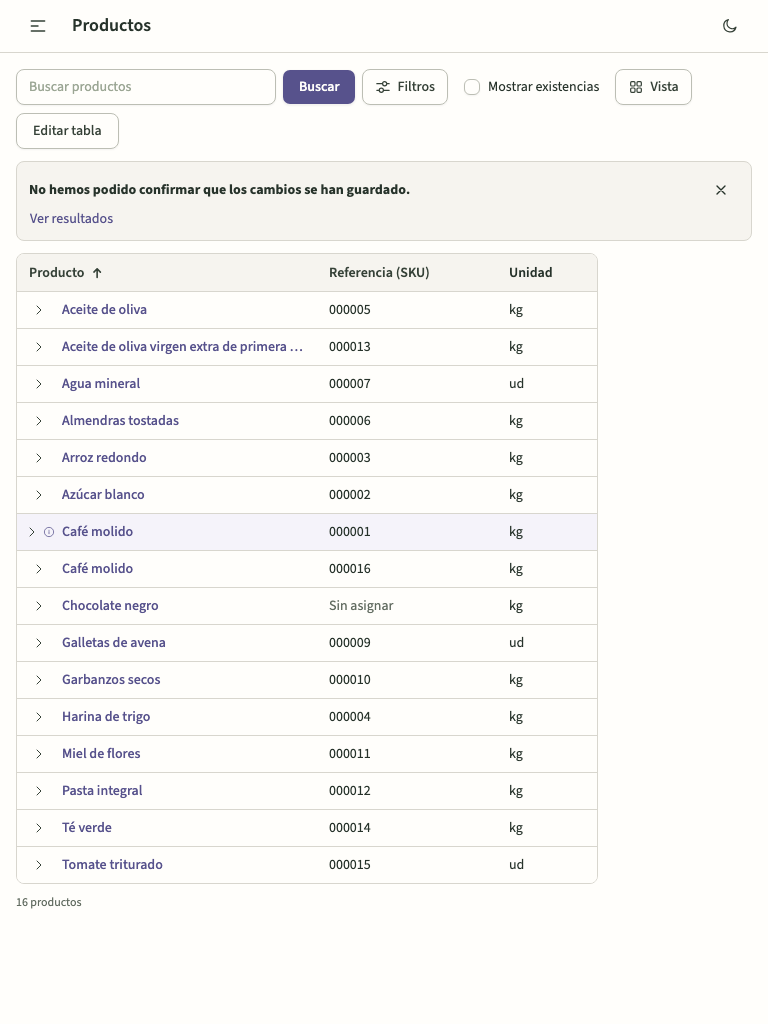 Productos
Buscar productos
Buscar
Filtros
Mostrar existencias
Vista
Editar tabla
No hemos podido confirmar que los cambios se han guardado.
Ver resultados
Producto Referencia (SKU) Unidad
Aceite de oliva 000005 kg
Aceite de oliva virgen extra de primera … 000013 kg
Agua mineral 000007 ud
Almendras tostadas 000006 kg
Arroz redondo 000003 kg
Azúcar blanco 000002 kg
Café molido 000001 kg
Café molido 000016 kg
Chocolate negro Sin asignar kg
Galletas de avena 000009 ud
Garbanzos secos 000010 kg
Harina de trigo 000004 kg
Miel de flores 000011 kg
Pasta integral 000012 kg
Té verde 000014 kg
Tomate triturado 000015 ud
16 productos